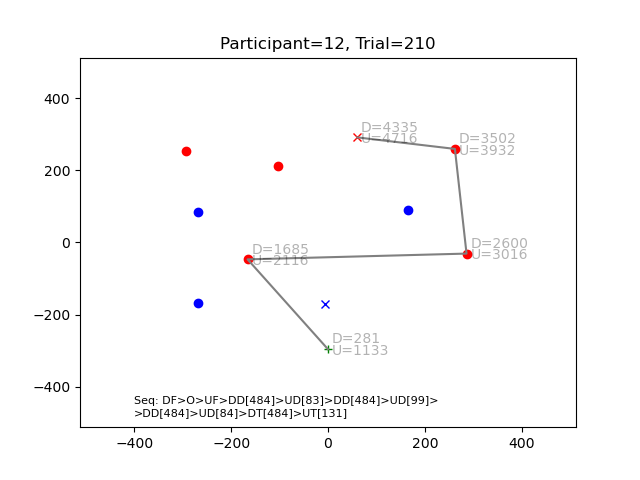 Participant=12, Trial=210
400
200
0
−200
−400
D=4335
U=4716
D=3502
U=3932
D=2600
U=3016
D=1685
U=2116
D=281
U=1133
Seq: DF>O>UF>DD[484]>UD[83]>DD[484]>UD[99]>
>DD[484]>UD[84]>DT[484]>UT[131]
−400 −200 0 200 400